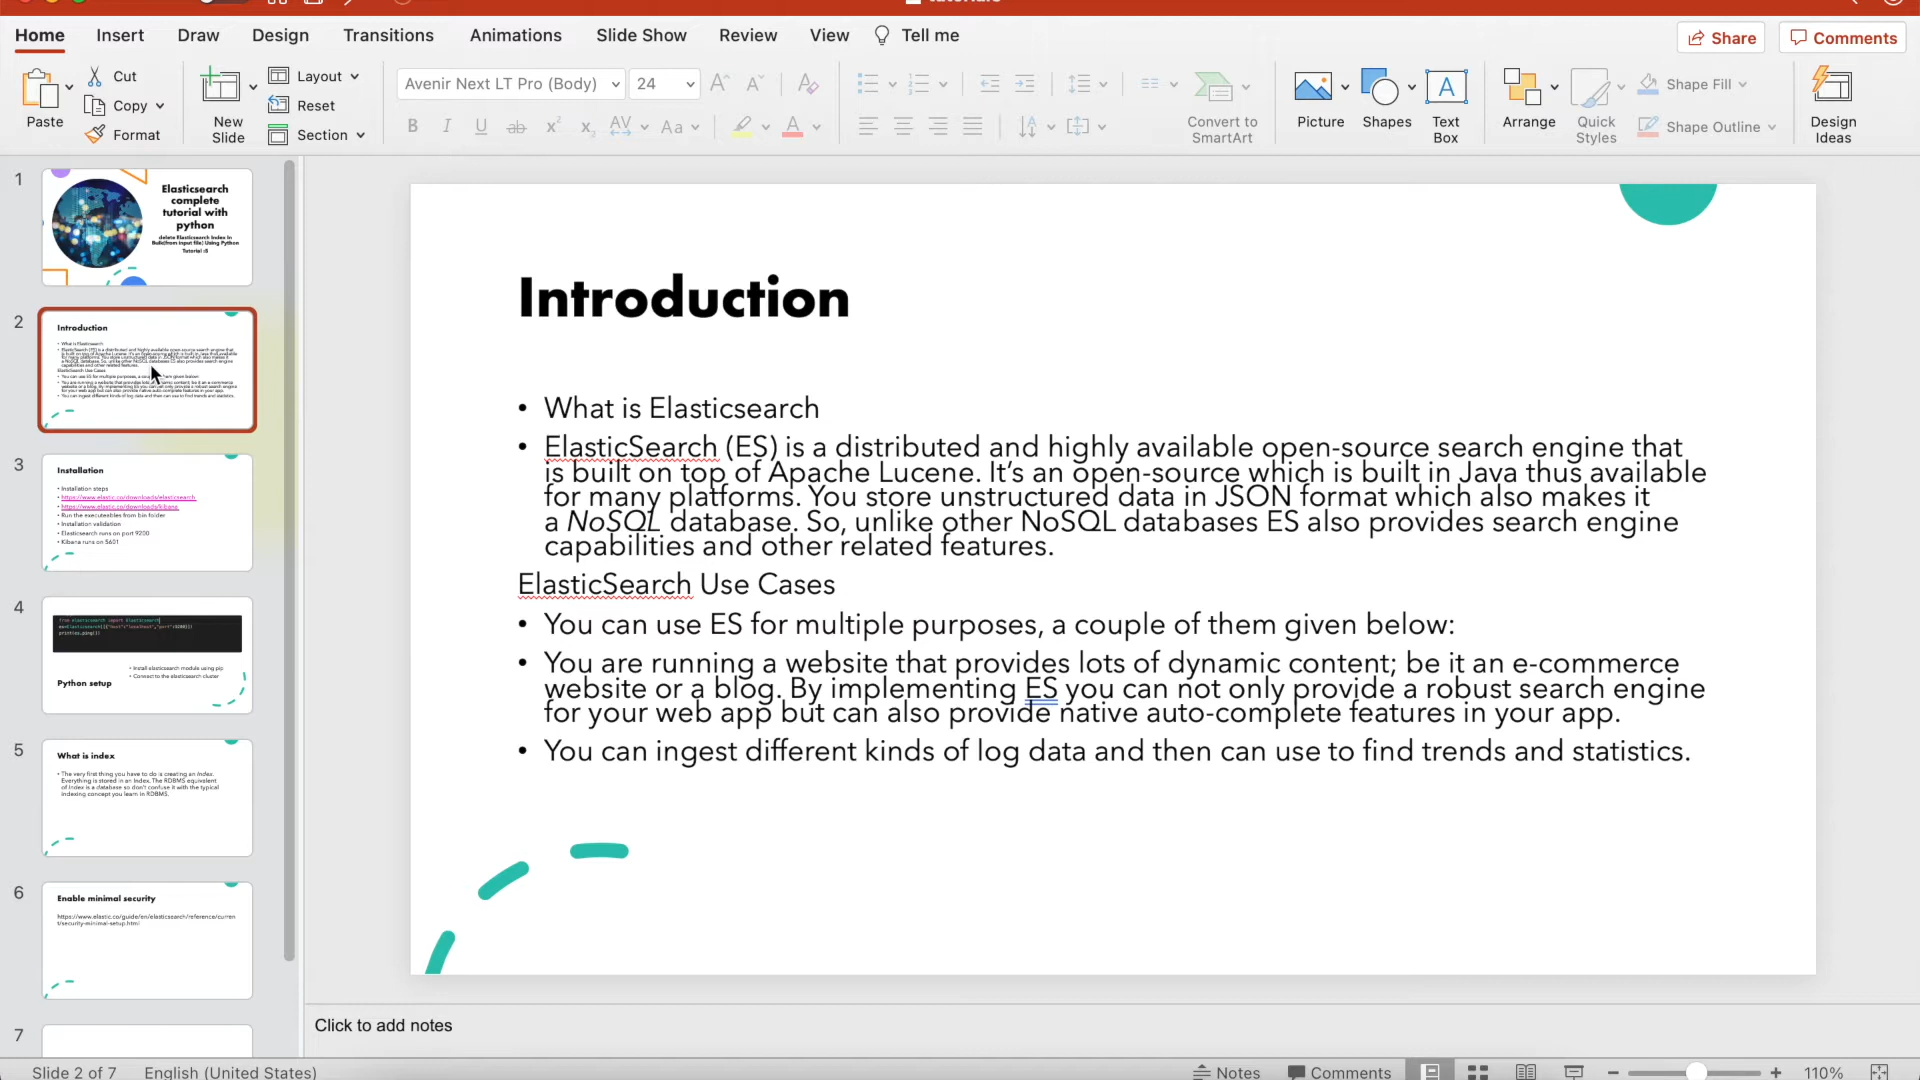 Home Insert Draw Design Transitions Animations Slide Show Review View Tell me Share Comments
Paste Cut Copy Format
New Slide Layout Reset Section
Avenir Next LT Pro (Body) 24
Convert to SmartArt
Picture Shapes Text Box
Arrange Quick Styles Shape Fill Shape Outline
Design Ideas
1
Elasticsearch
complete
tutorial with
python
delete Elasticsearch Index In
Bulk(from input file) Using Python
Tutorial :5
2
Introduction
3
Installation
• Installation steps
• https://www.elastic.co/downloads/elasticsearch
• https://www.elastic.co/downloads/kibana
• Run the executeables from bin folder
• Installation validation
• Elasticsearch runs on port 9200
• Kibana runs on 5601
4
from elasticsearch import Elasticsearch
Python setup
• Install elasticsearch module using pip
• Connect to the elasticsearch cluster
5
What is index
• The very first thing you have to do is creating an Index.
Everything is stored in an Index. The RDBMS equivalent
of Index is a database so don't confuse it with the typical
indexing concept you learn in RDBMS.
6
Enable minimal security
https://www.elastic.co/guide/en/elasticsearch/reference/curren
t/security-minimal-setup.html
7
Introduction
• What is Elasticsearch
• ElasticSearch (ES) is a distributed and highly available open-source search engine that
is built on top of Apache Lucene. It’s an open-source which is built in Java thus available
for many platforms. You store unstructured data in JSON format which also makes it
a NoSQL database. So, unlike other NoSQL databases ES also provides search engine
capabilities and other related features.
ElasticSearch Use Cases
• You can use ES for multiple purposes, a couple of them given below:
• You are running a website that provides lots of dynamic content; be it an e-commerce
website or a blog. By implementing ES you can not only provide a robust search engine
for your web app but can also provide native auto-complete features in your app.
• You can ingest different kinds of log data and then can use to find trends and statistics.
Click to add notes
Slide 2 of 7 English (United States) Notes Comments 110%